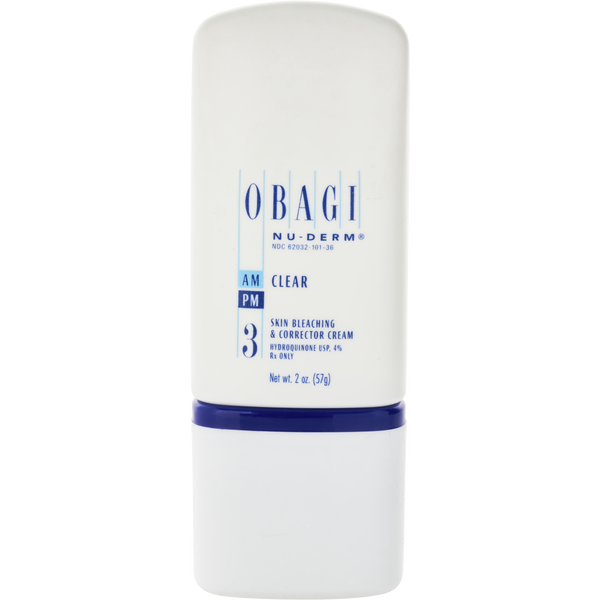 OBAGI
NU-DERM®
NDC 62032-101-36
AM
CLEAR
PM
3
SKIN BLEACHING
& CORRECTOR CREAM
HYDROQUINONE USP, 4%
Rx ONLY
Net wt. 2 oz. (57g)